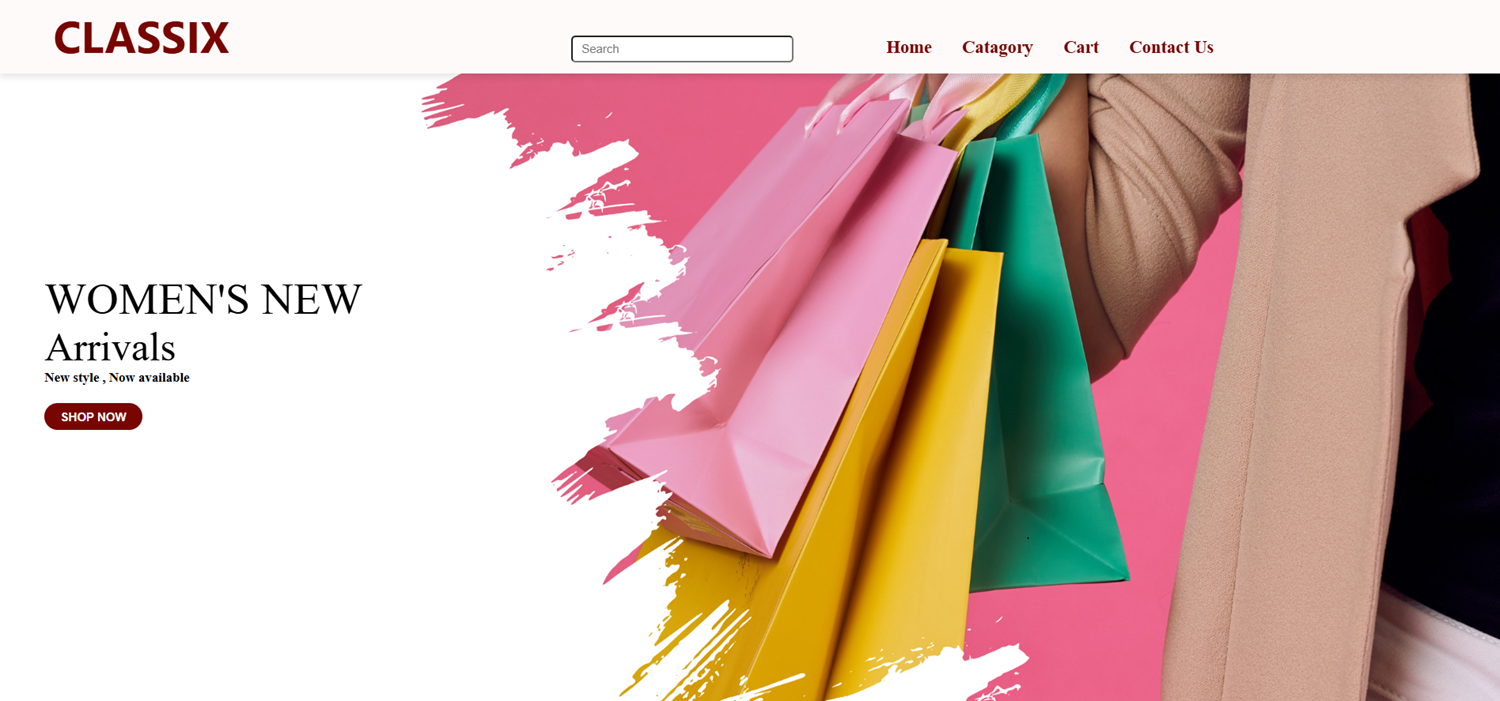 CLASSIX
Search
Home Catagory Cart Contact Us
WOMEN'S NEW
Arrivals
New style , Now available
SHOP NOW